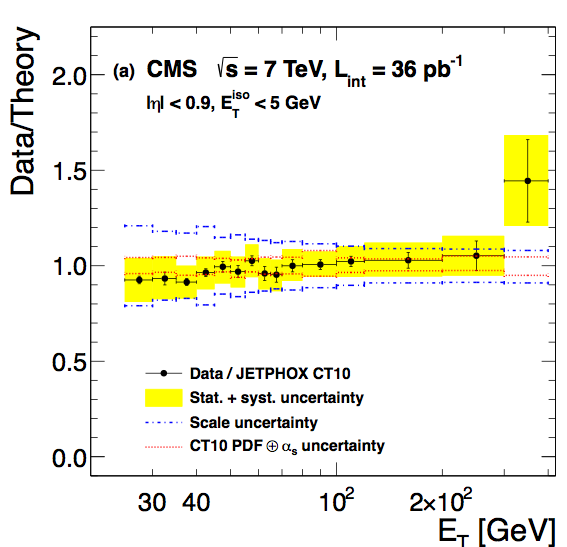 (a) CMS √s = 7 TeV, L_int = 36 pb⁻¹
|η| < 0.9, E_T^iso < 5 GeV
Data/Theory
2.0
1.5
1.0
0.5
0.0
Data / JETPHOX CT10
Stat. + syst. uncertainty
Scale uncertainty
CT10 PDF ⊕ α_s uncertainty
30 40 10² 2×10²
E_T [GeV]